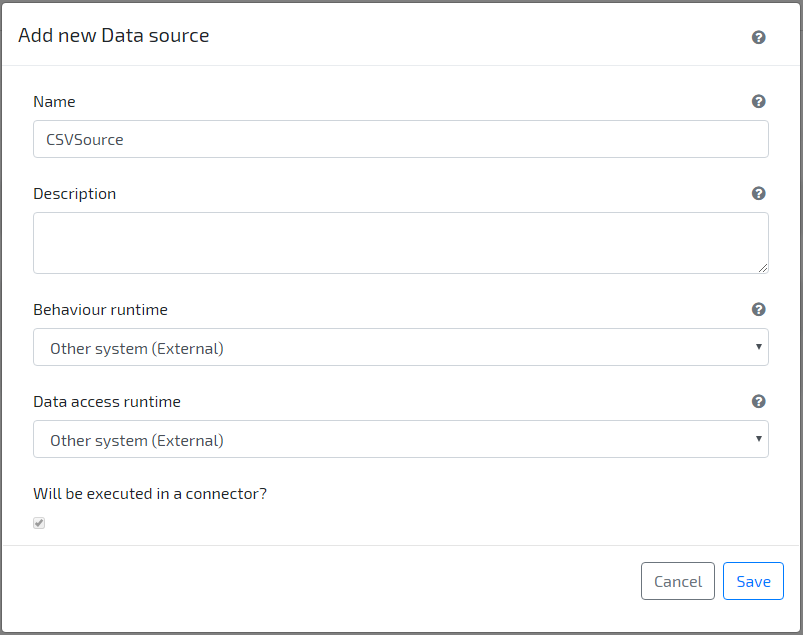 Add new Data source
Name
CSVSource
Description
Behaviour runtime
Other system (External)
Data access runtime
Other system (External)
Will be executed in a connector?
Cancel
Save